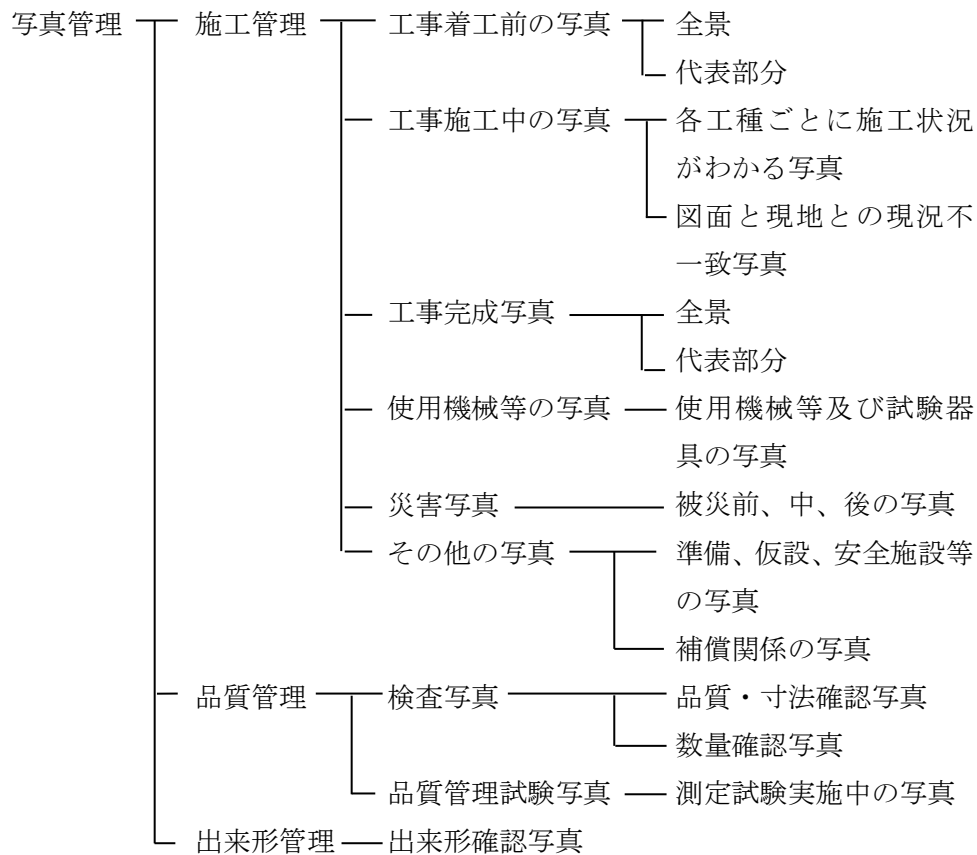 写真管理 施工管理 工事着工前の写真 全景
代表部分
工事施工中の写真 各工種ごとに施工状況
がわかる写真
図面と現地との現況不
一致写真
工事完成写真 全景
代表部分
使用機械等の写真 使用機械等及び試験器
具の写真
災害写真 被災前、中、後の写真
その他の写真 準備、仮設、安全施設等
の写真
補償関係の写真
品質管理 検査写真 品質・寸法確認写真
数量確認写真
品質管理試験写真 測定試験実施中の写真
出来形管理 出来形確認写真